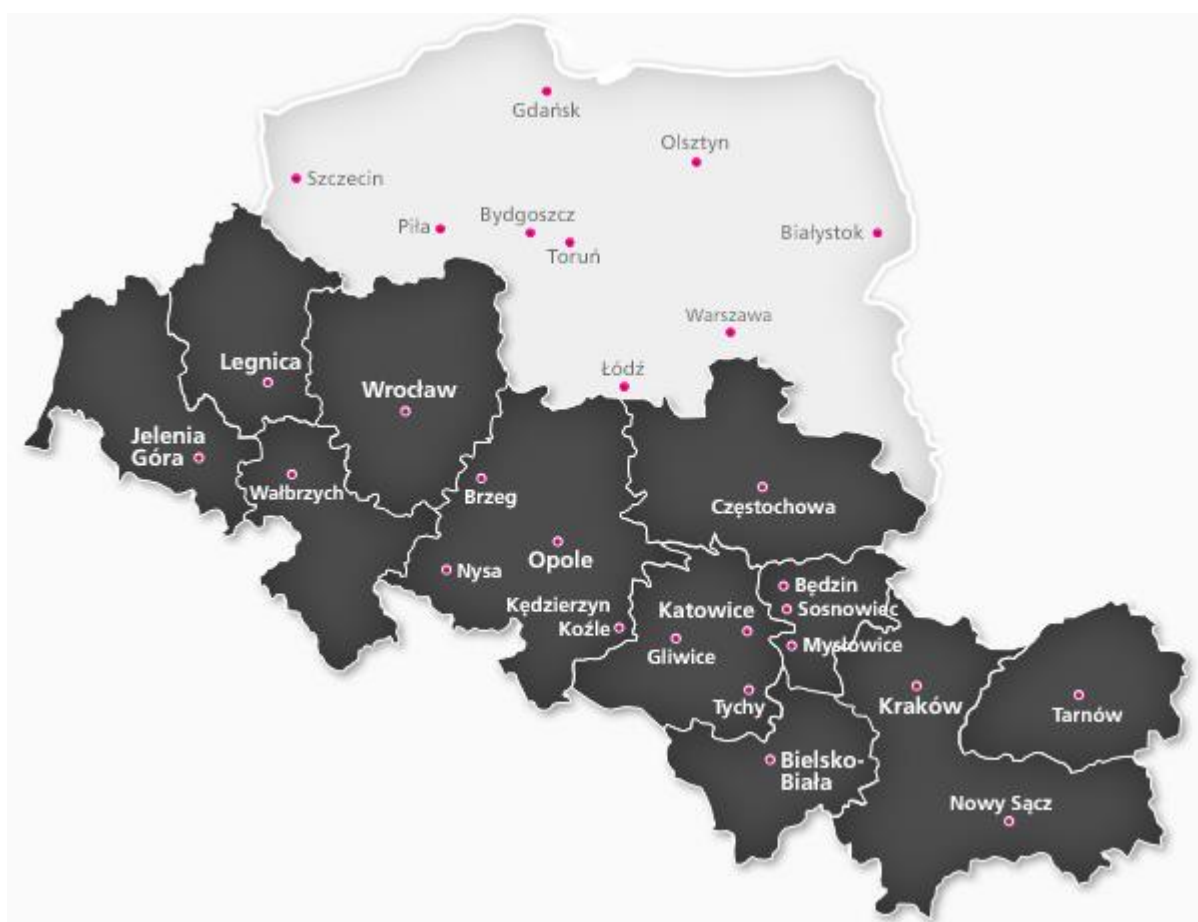 Gdańsk
Olsztyn
Szczecin
Bydgoszcz
Piła
Toruń
Białystok
Warszawa
Łódź
Legnica
Wrocław
Jelenia
Góra
Wałbrzych
Brzeg
Częstochowa
Opole
Nysa
Będzin
Kędzierzyn
Koźle
Katowice
Sosnowiec
Gliwice
Mysłowice
Tychy
Kraków
Tarnów
Bielsko-
Biała
Nowy Sącz